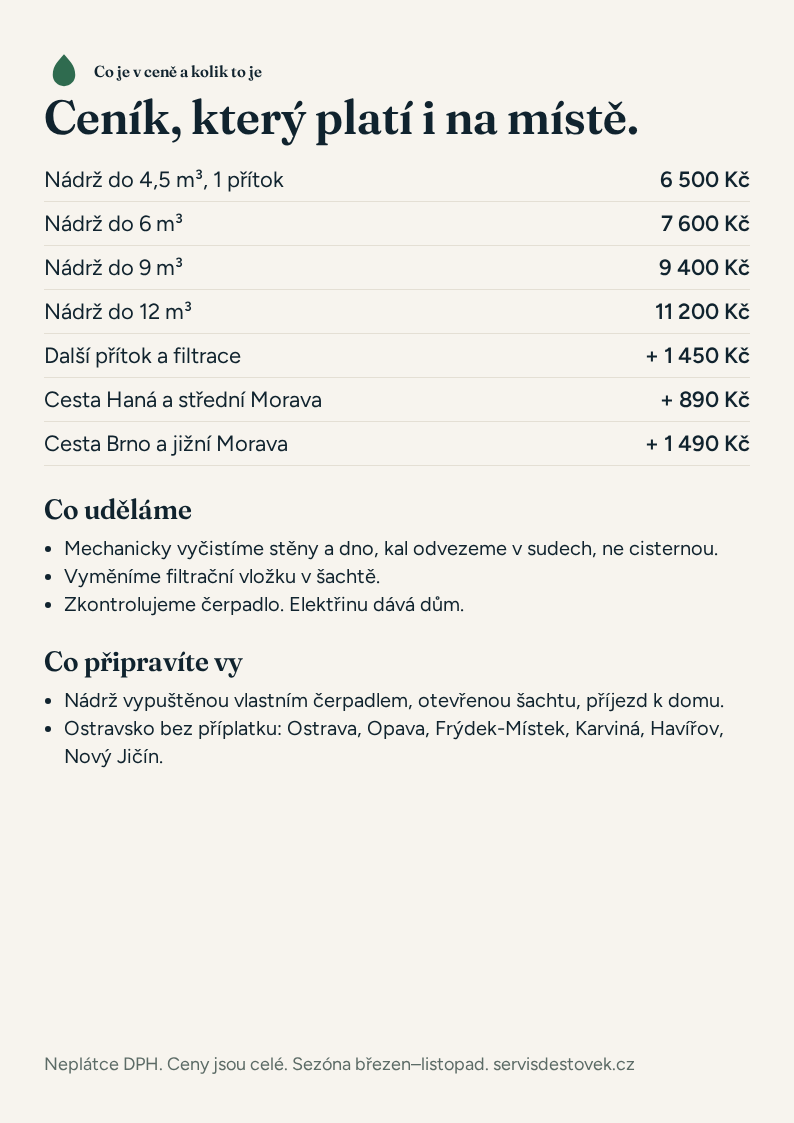 Co je v ceně a kolik to je
Ceník, který platí i na místě.
Nádrž do 4,5 m³, 1 přítok 6 500 Kč
Nádrž do 6 m³ 7 600 Kč
Nádrž do 9 m³ 9 400 Kč
Nádrž do 12 m³ 11 200 Kč
Další přítok a filtrace + 1 450 Kč
Cesta Haná a střední Morava + 890 Kč
Cesta Brno a jižní Morava + 1 490 Kč
Co uděláme
• Mechanicky vyčistíme stěny a dno, kal odvezeme v sudech, ne cisternou.
• Vyměníme filtrační vložku v šachtě.
• Zkontrolujeme čerpadlo. Elektřinu dává dům.
Co připravíte vy
• Nádrž vypuštěnou vlastním čerpadlem, otevřenou šachtu, příjezd k domu.
• Ostravsko bez příplatku: Ostrava, Opava, Frýdek-Místek, Karviná, Havířov,
Nový Jičín.
Neplátce DPH. Ceny jsou celé. Sezóna březen–listopad. servisdestovek.cz